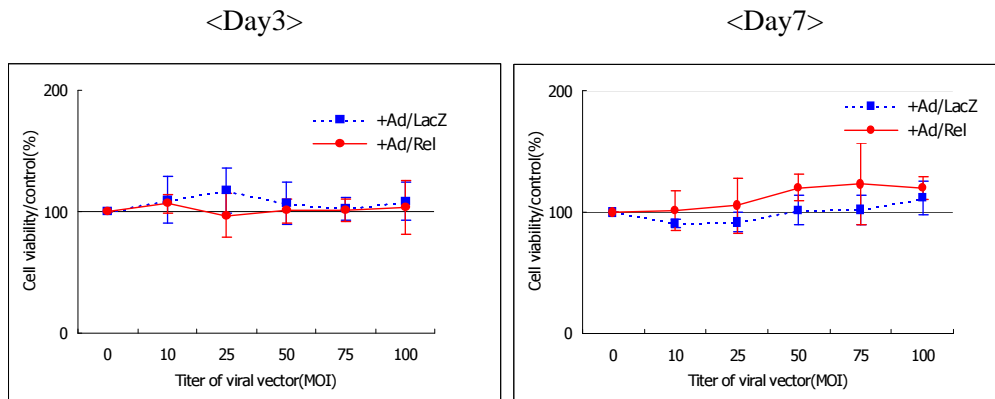 <Day3>
<Day7>
200
100
0
Cell viability/control(%)
+Ad/LacZ
+Ad/Rel
0 10 25 50 75 100
Titer of viral vector(MOI)
200
100
0
Cell viability/control(%)
+Ad/LacZ
+Ad/Rel
0 10 25 50 75 100
Titer of viral vector(MOI)